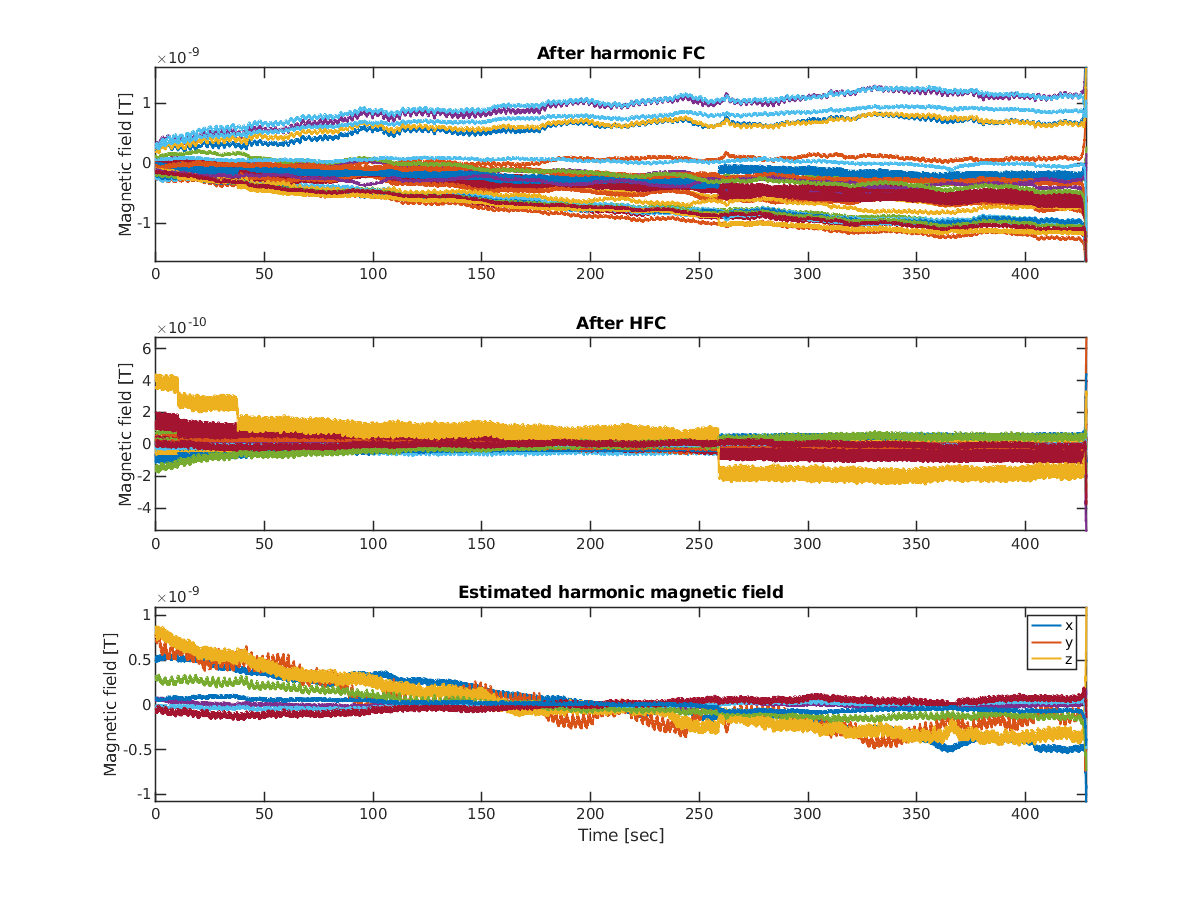 After harmonic FC
×10^-9
Magnetic field [T]
1
0
-1
0 50 100 150 200 250 300 350 400
After HFC
×10^-10
Magnetic field [T]
6
4
2
0
-2
-4
0 50 100 150 200 250 300 350 400
Estimated harmonic magnetic field
×10^-9
Magnetic field [T]
1
0.5
0
-0.5
-1
x
y
z
0 50 100 150 200 250 300 350 400
Time [sec]